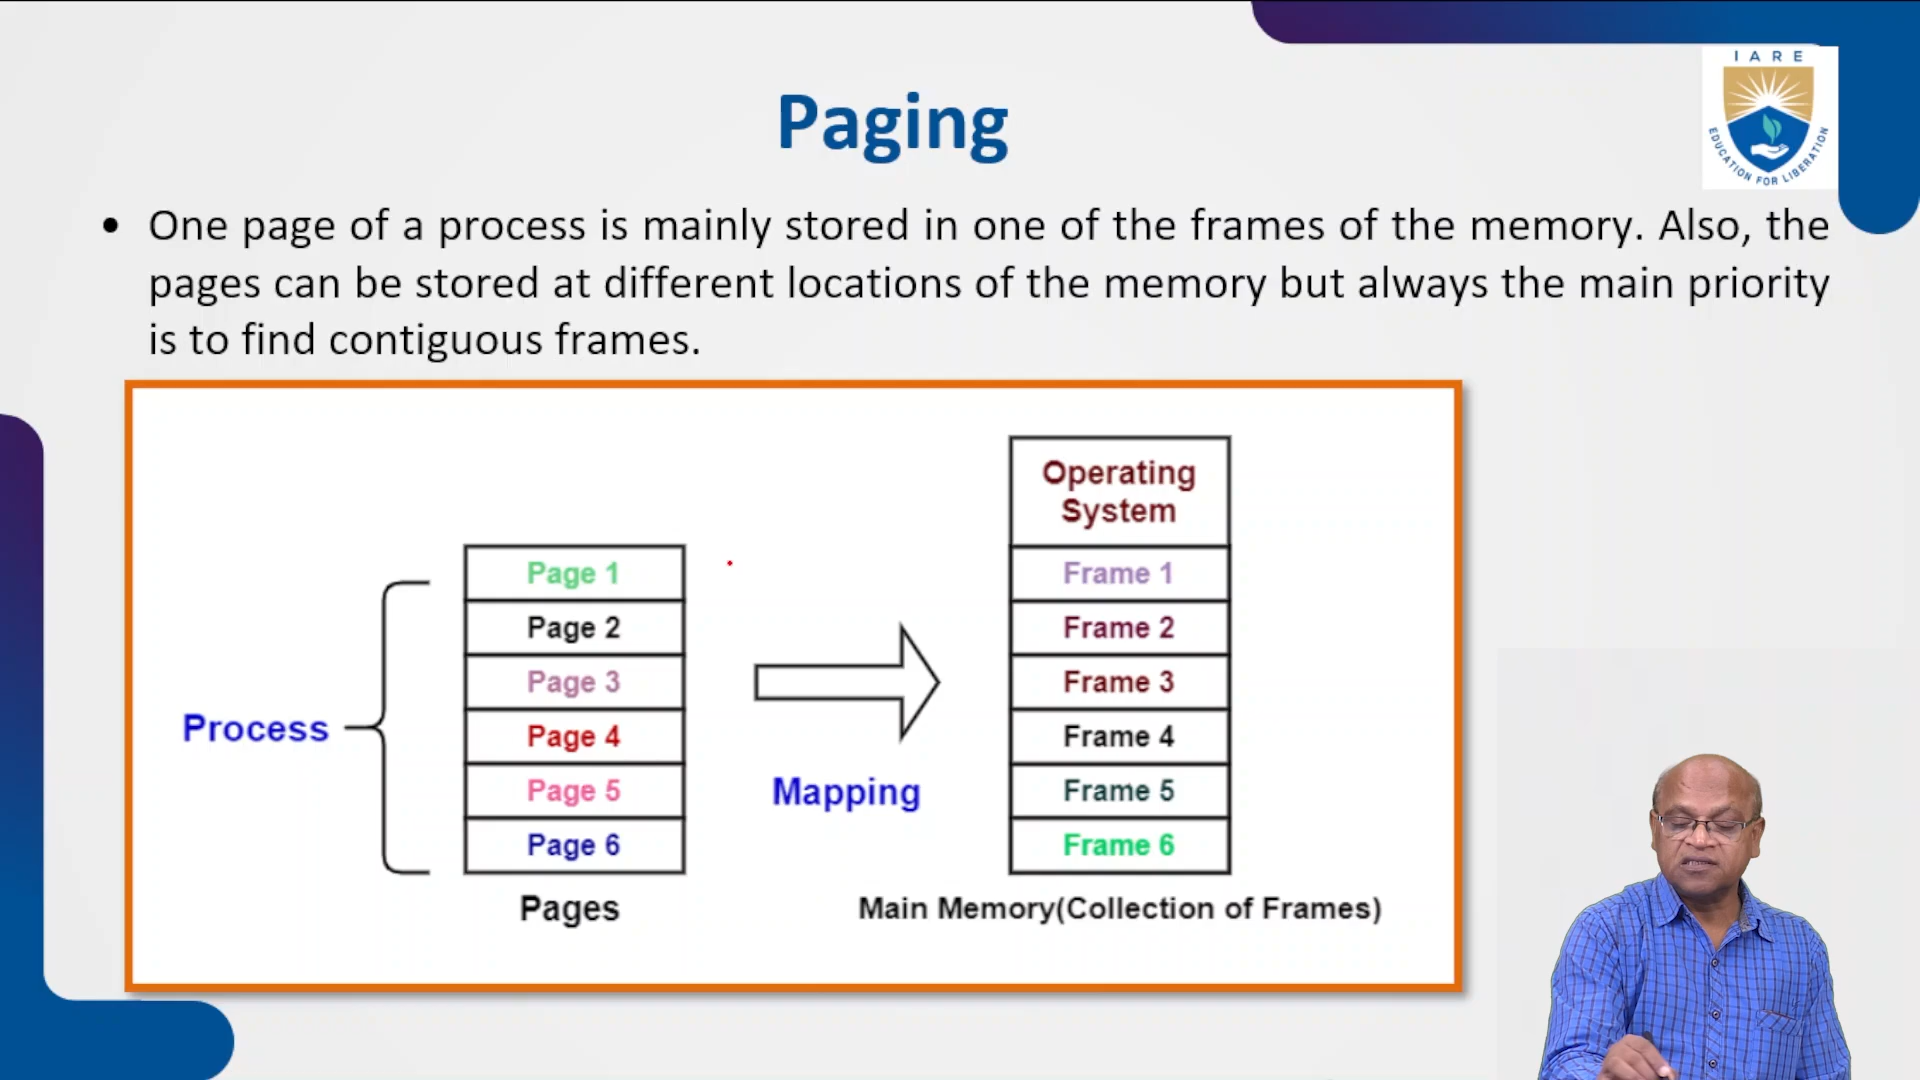 I A R E
EDUCATION FOR LIBERATION
Paging
• One page of a process is mainly stored in one of the frames of the memory. Also, the
pages can be stored at different locations of the memory but always the main priority
is to find contiguous frames.
Operating
System
Page 1
Frame 1
Page 2
Frame 2
Page 3
Frame 3
Process
Page 4
Frame 4
Page 5
Mapping
Frame 5
Page 6
Frame 6
Pages
Main Memory(Collection of Frames)